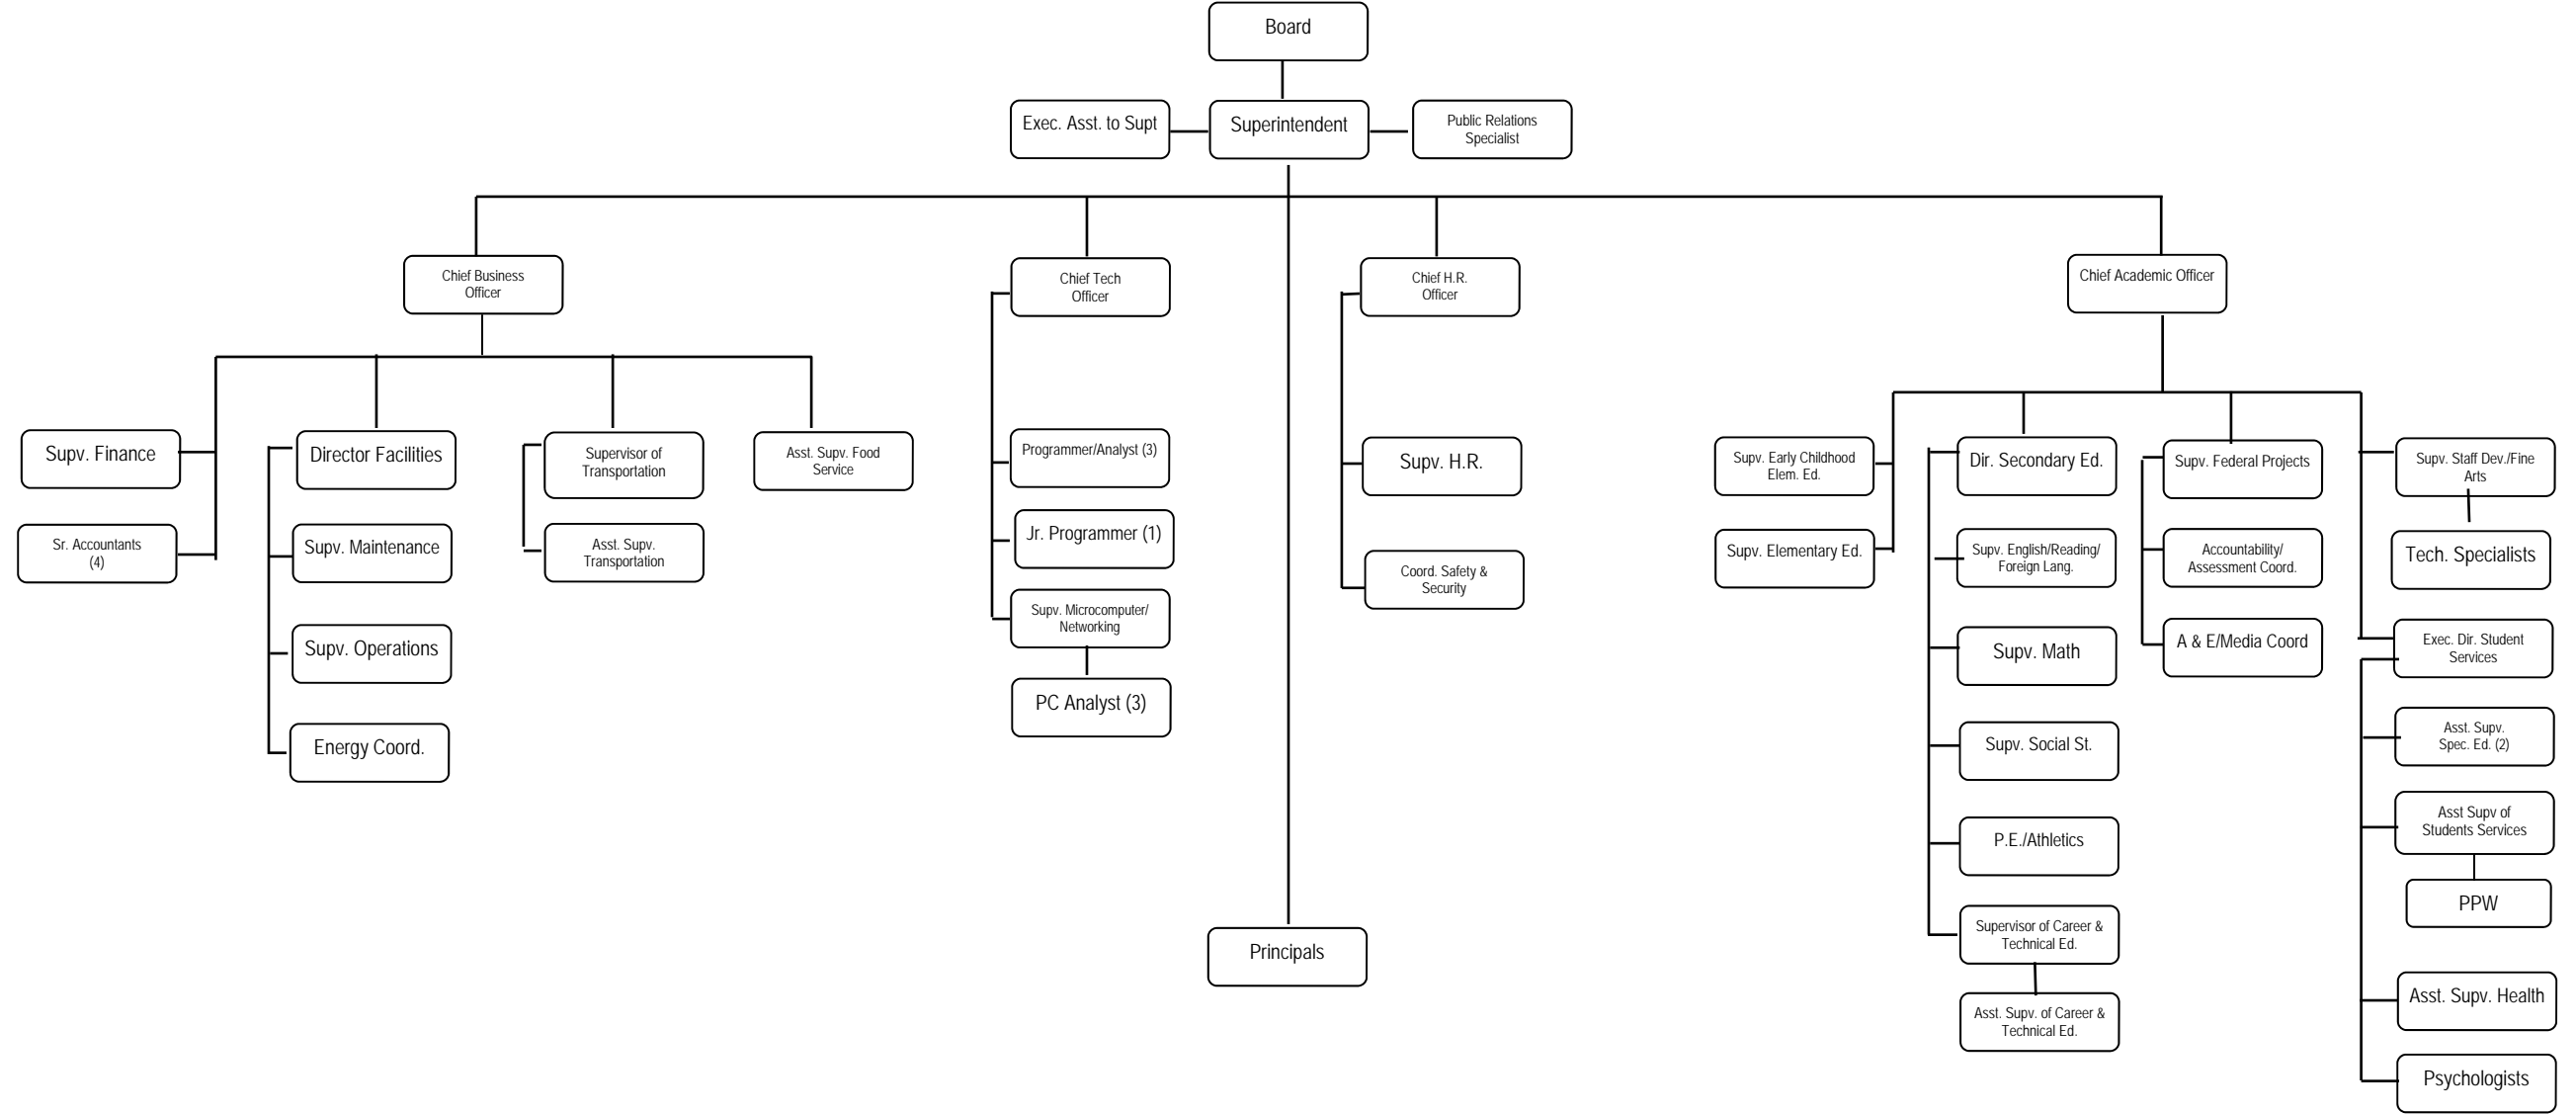 Board
Exec. Asst. to Supt
Superintendent
Public Relations
Specialist
Chief Business
Officer
Chief Tech
Officer
Chief H.R.
Officer
Chief Academic Officer
Supv. Finance
Sr. Accountants
(4)
Director Facilities
Supv. Maintenance
Supv. Operations
Energy Coord.
Supervisor of
Transportation
Asst. Supv.
Transportation
Asst. Supv. Food
Service
Programmer/Analyst (3)
Jr. Programmer (1)
Supv. Microcomputer/
Networking
PC Analyst (3)
Principals
Supv. H.R.
Coord. Safety &
Security
Supv. Early Childhood
Elem. Ed.
Supv. Elementary Ed.
Dir. Secondary Ed.
Supv. English/Reading/
Foreign Lang.
Supv. Math
Supv. Social St.
P.E./Athletics
Supervisor of Career &
Technical Ed.
Asst. Supv. of Career &
Technical Ed.
Supv. Federal Projects
Accountability/
Assessment Coord.
A & E/Media Coord
Supv. Staff Dev./Fine
Arts
Tech. Specialists
Exec. Dir. Student
Services
Asst. Supv.
Spec. Ed. (2)
Asst Supv of
Students Services
PPW
Asst. Supv. Health
Psychologists